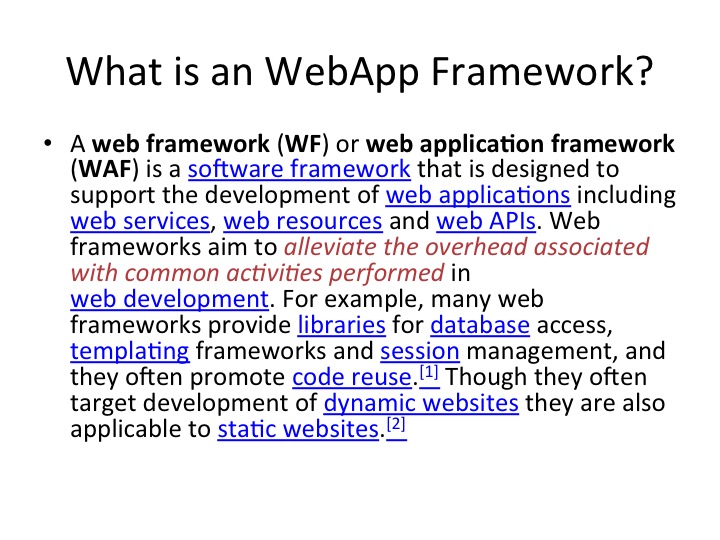 What is an WebApp Framework?
• A web framework (WF) or web application framework
(WAF) is a software framework that is designed to
support the development of web applications including
web services, web resources and web APIs. Web
frameworks aim to alleviate the overhead associated
with common activities performed in
web development. For example, many web
frameworks provide libraries for database access,
templating frameworks and session management, and
they often promote code reuse.[1] Though they often
target development of dynamic websites they are also
applicable to static websites.[2]